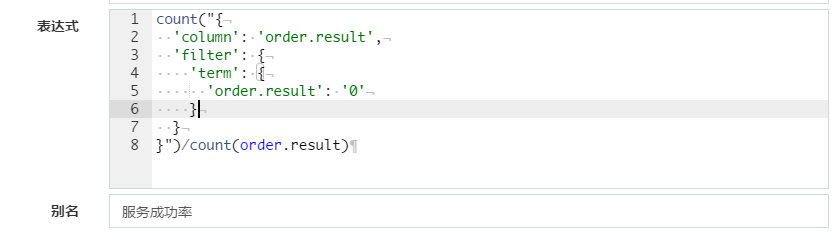 表达式
1 count("{
2   'column': 'order.result',
3   'filter': {
4     'term': {
5       'order.result': '0'
6     }
7   }
8 }")/count(order.result)
别名
服务成功率